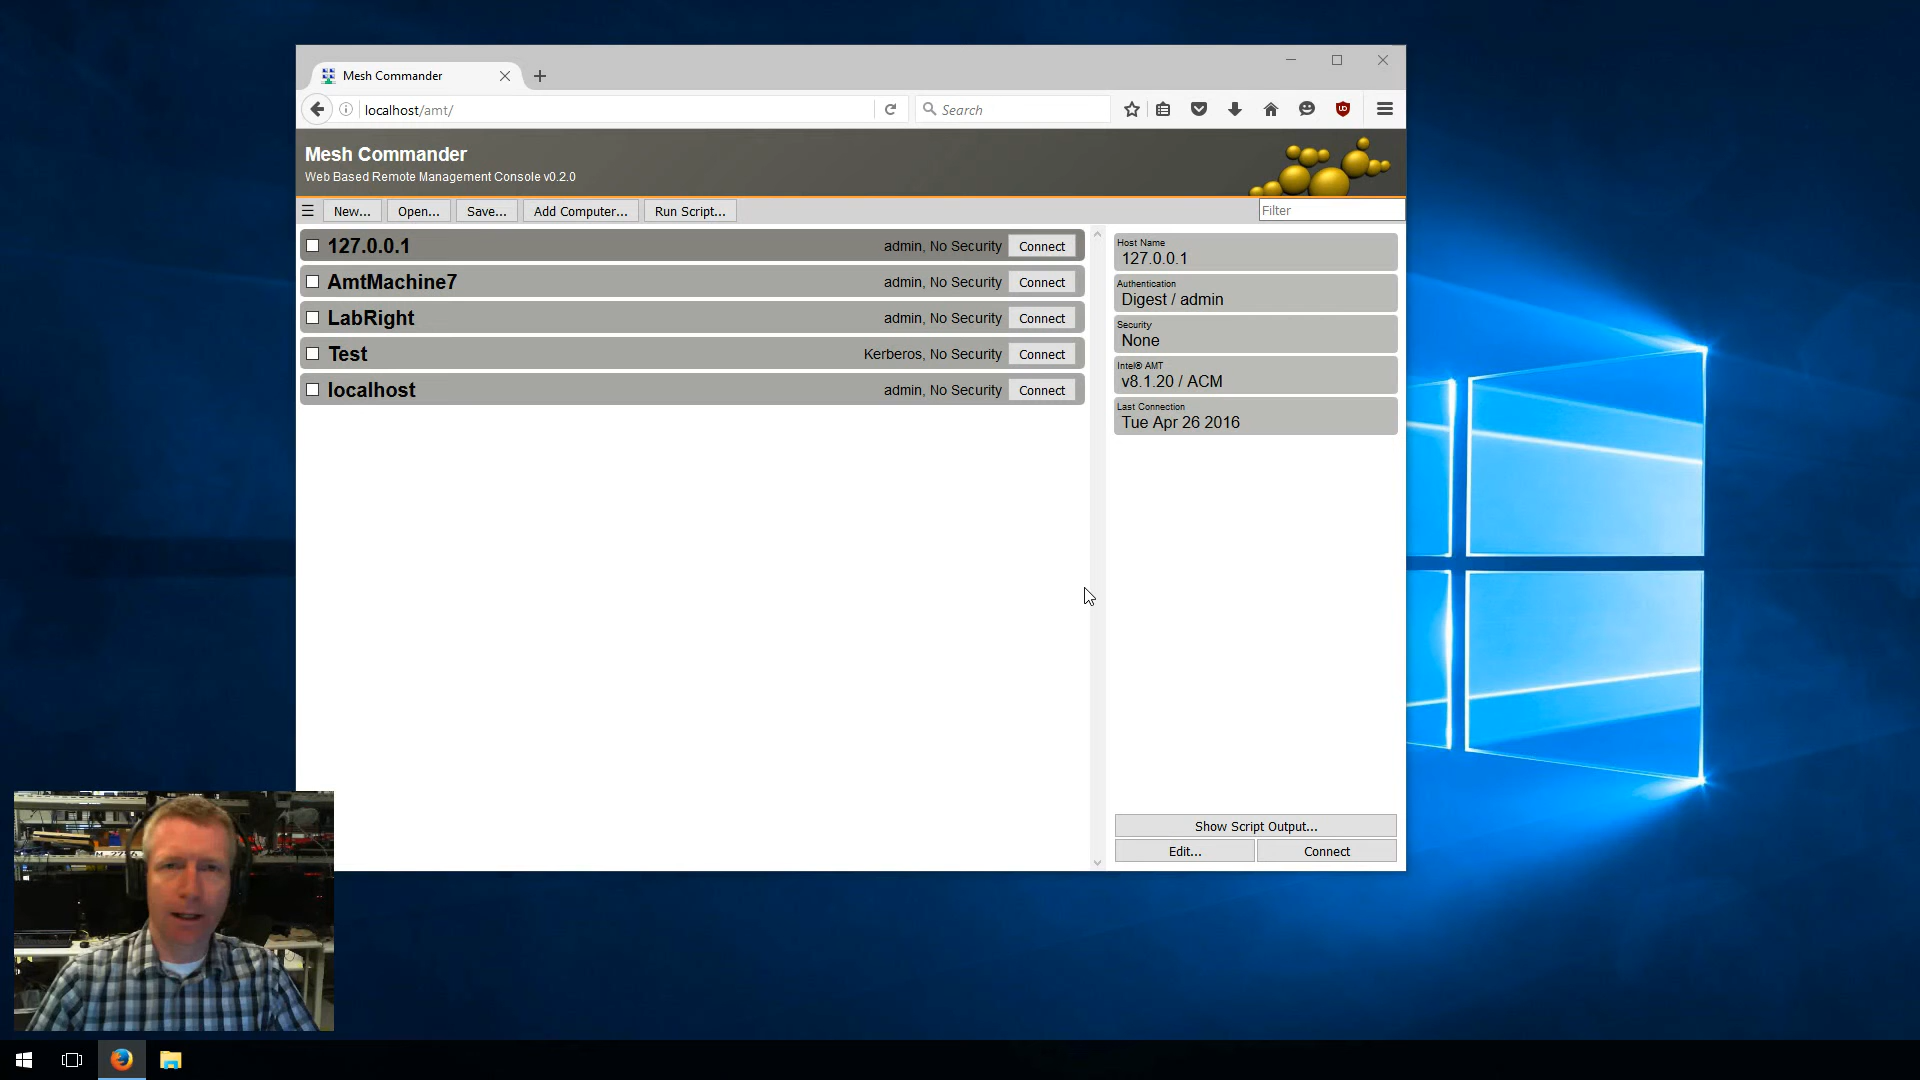 Mesh Commander
localhost/amt/
Search
Mesh Commander
Web Based Remote Management Console v0.2.0
New... Open... Save... Add Computer... Run Script... Filter
127.0.0.1 admin, No Security Connect
AmtMachine7 admin, No Security Connect
LabRight admin, No Security Connect
Test Kerberos, No Security Connect
localhost admin, No Security Connect
Host Name
127.0.0.1
Authentication
Digest / admin
Security
None
Intel® AMT
v8.1.20 / ACM
Last Connection
Tue Apr 26 2016
Show Script Output...
Edit... Connect